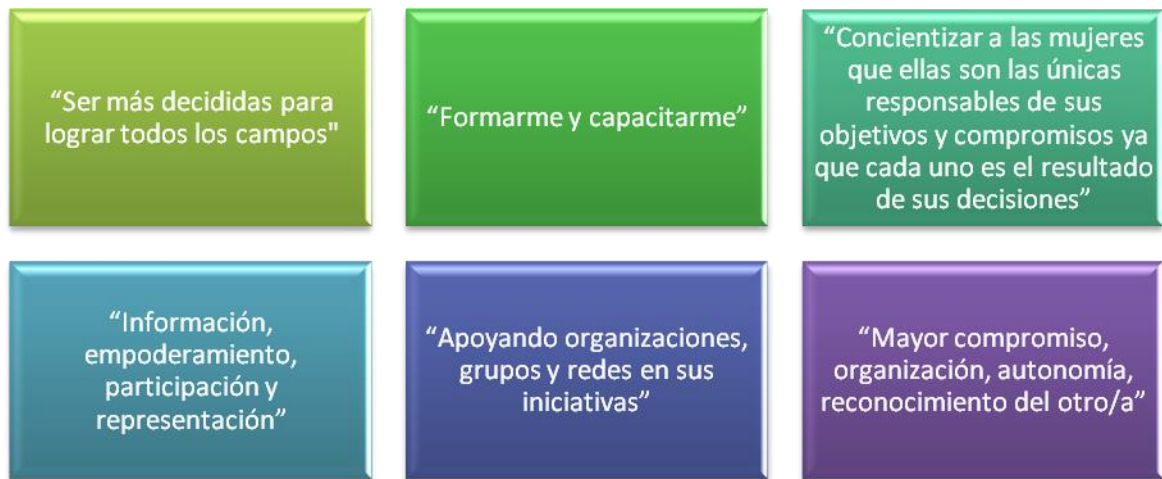 “Ser más decididas para
lograr todos los campos"
“Formarme y capacitarme”
“Concientizar a las mujeres
que ellas son las únicas
responsables de sus
objetivos y compromisos ya
que cada uno es el resultado
de sus decisiones”
“Información,
empoderamiento,
participación y
representación”
“Apoyando organizaciones,
grupos y redes en sus
iniciativas”
“Mayor compromiso,
organización, autonomía,
reconocimiento del otro/a”